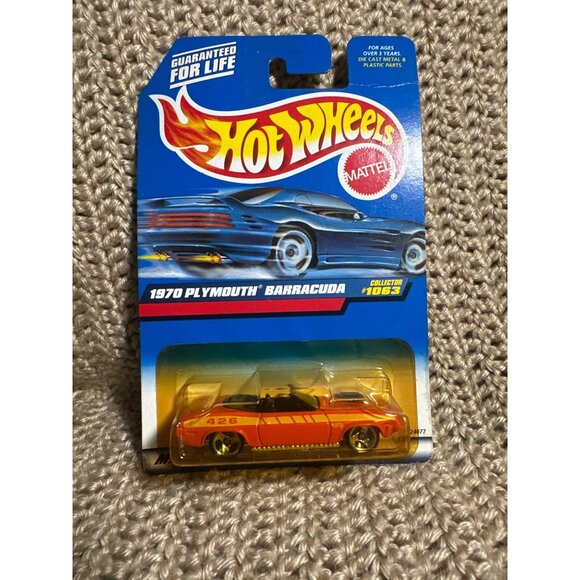 GUARANTEED
FOR LIFE
FOR AGES
OVER 3 YEARS.
DIE CAST METAL &
PLASTIC PARTS.
HOT WHEELS
MATTEL
®
1970 PLYMOUTH® BARRACUDA
COLLECTOR
#1063
426
24077